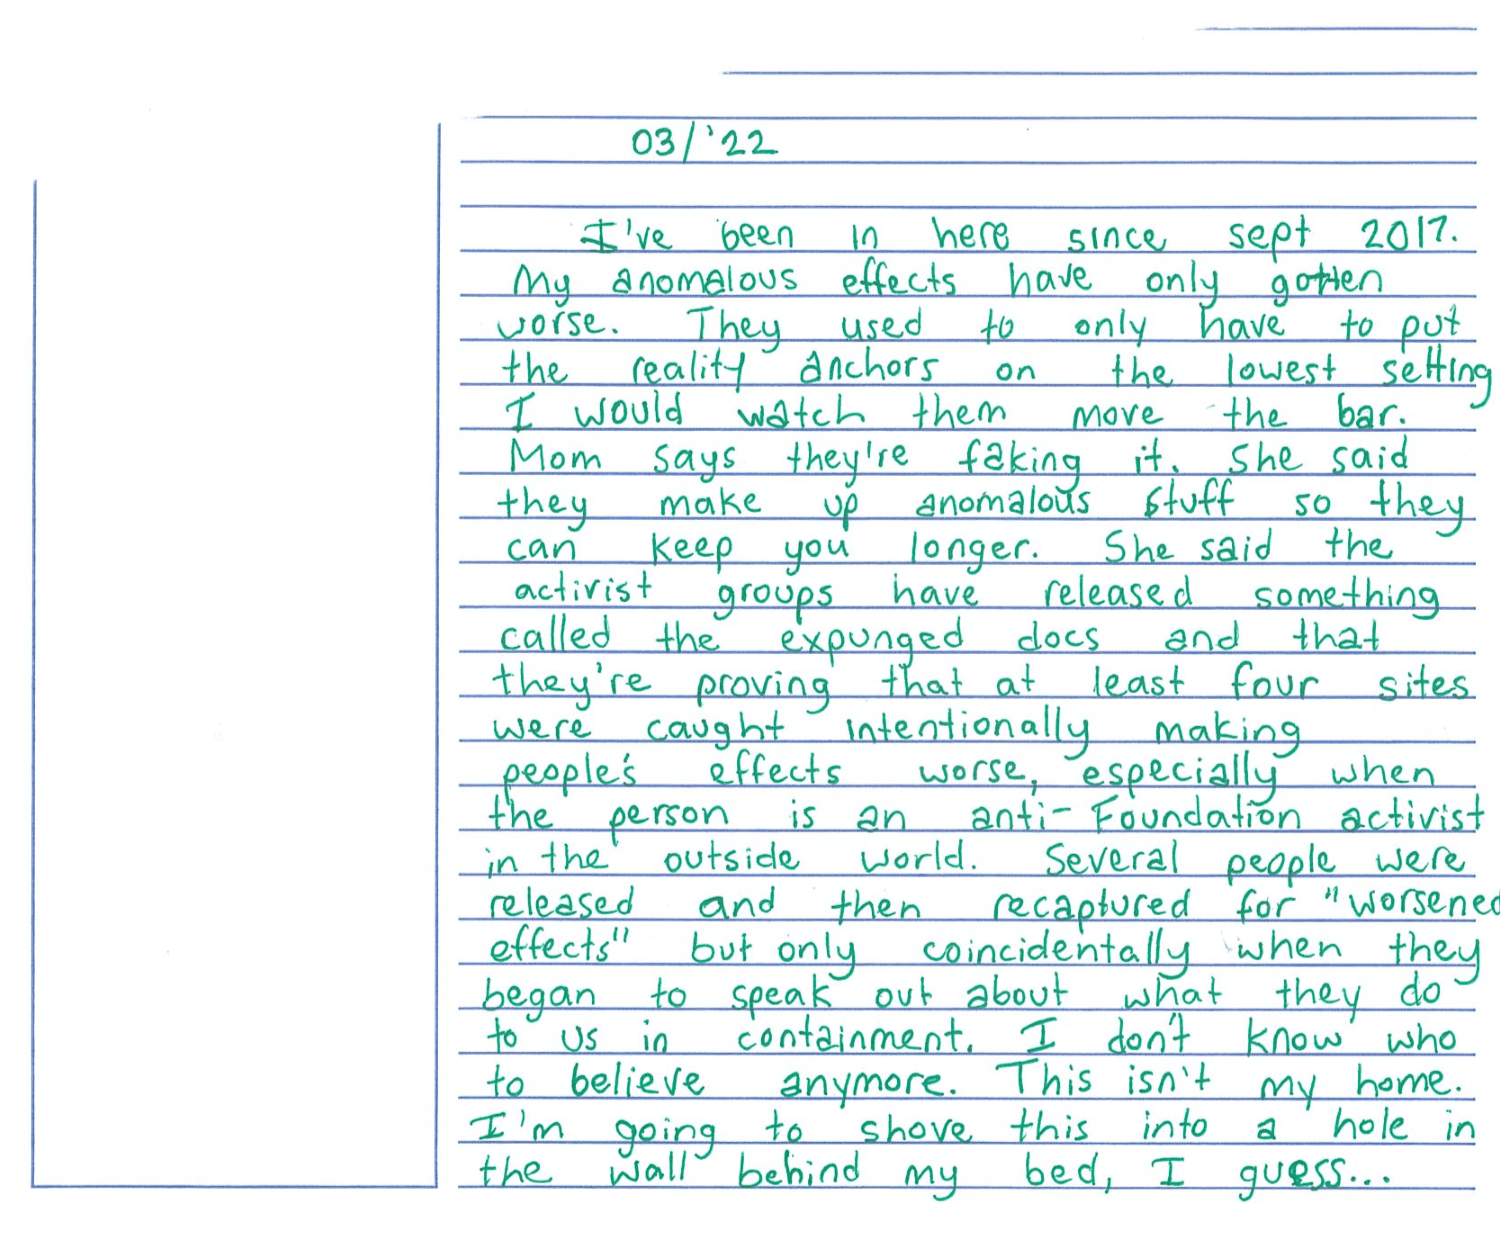 03/'22
I've been in here since sept 2017.
My anomalous effects have only gotten
worse. They used to only have to put
the reality anchors on the lowest setting
I would watch them move the bar.
Mom says they're faking it. She said
they make up anomalous stuff so they
can keep you longer. She said the
activist groups have released something
called the expunged docs and that
they're proving that at least four sites
were caught intentionally making
people's effects worse, especially when
the person is an anti-Foundation activist
in the outside world. Several people were
released and then recaptured for "worsened
effects" but only coincidentally when they
began to speak out about what they do
to us in containment. I don't know who
to believe anymore. This isn't my home.
I'm going to shove this into a hole in
the wall behind my bed, I guess...